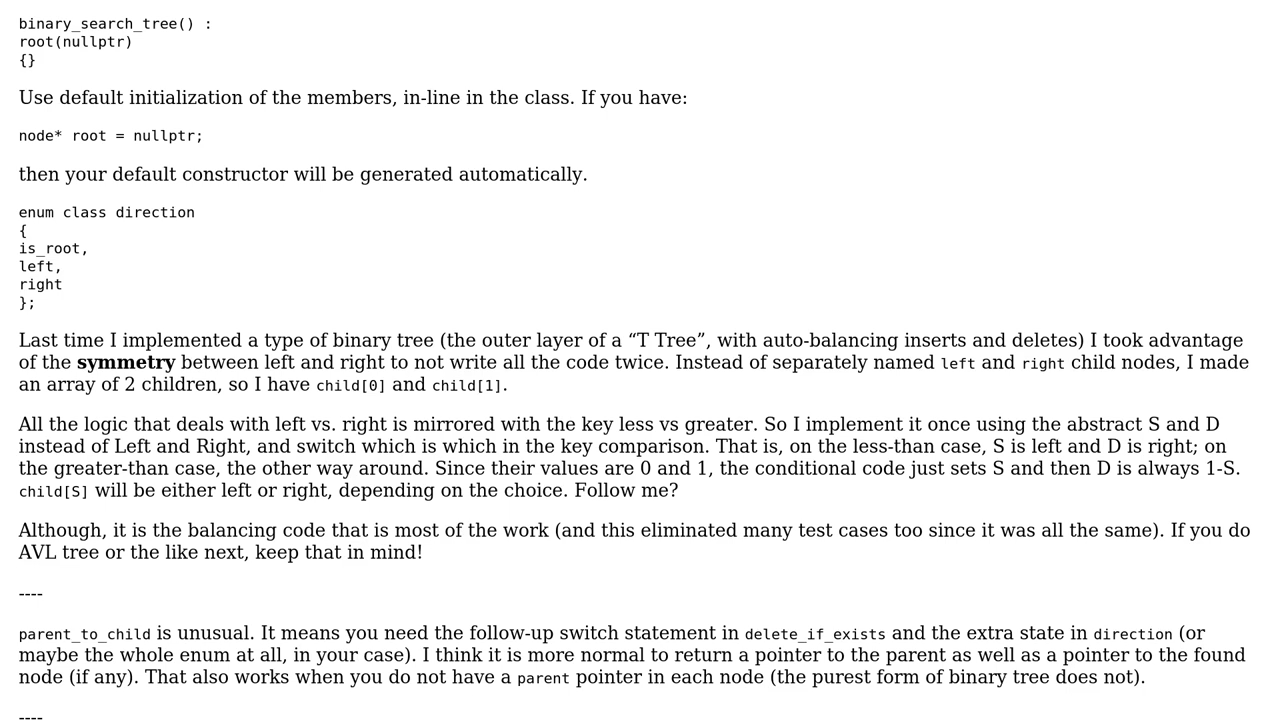 binary_search_tree() :
root(nullptr)
{}
Use default initialization of the members, in-line in the class. If you have:
node* root = nullptr;
then your default constructor will be generated automatically.
enum class direction
{
is_root,
left,
right
};
Last time I implemented a type of binary tree (the outer layer of a “T Tree”, with auto-balancing inserts and deletes) I took advantage
of the symmetry between left and right to not write all the code twice. Instead of separately named left and right child nodes, I made
an array of 2 children, so I have child[0] and child[1].
All the logic that deals with left vs. right is mirrored with the key less vs greater. So I implement it once using the abstract S and D
instead of Left and Right, and switch which is which in the key comparison. That is, on the less-than case, S is left and D is right; on
the greater-than case, the other way around. Since their values are 0 and 1, the conditional code just sets S and then D is always 1-S.
child[S] will be either left or right, depending on the choice. Follow me?
Although, it is the balancing code that is most of the work (and this eliminated many test cases too since it was all the same). If you do
AVL tree or the like next, keep that in mind!
----
parent_to_child is unusual. It means you need the follow-up switch statement in delete_if_exists and the extra state in direction (or
maybe the whole enum at all, in your case). I think it is more normal to return a pointer to the parent as well as a pointer to the found
node (if any). That also works when you do not have a parent pointer in each node (the purest form of binary tree does not).
----